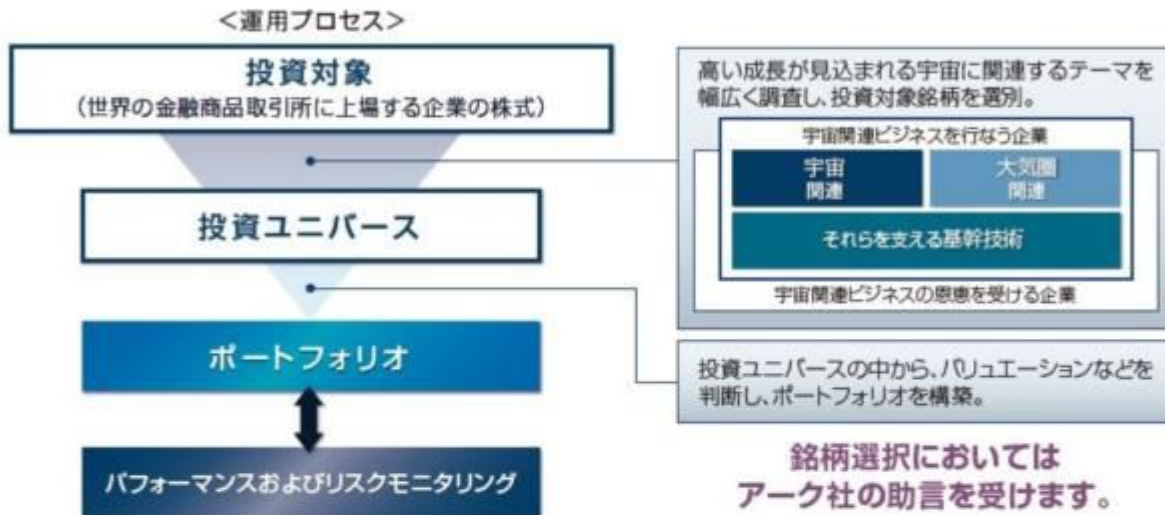 <運用プロセス>
投資対象
（世界の金融商品取引所に上場する企業の株式）
投資ユニバース
ポートフォリオ
パフォーマンスおよびリスクモニタリング
高い成長が見込まれる宇宙に関連するテーマを
幅広く調査し、投資対象銘柄を選別。
宇宙関連ビジネスを行なう企業
宇宙
関連
大気圏
関連
それらを支える基幹技術
宇宙関連ビジネスの恩恵を受ける企業
投資ユニバースの中から、バリュエーションなどを
判断し、ポートフォリオを構築。
銘柄選択においては
アーク社の助言を受けます。